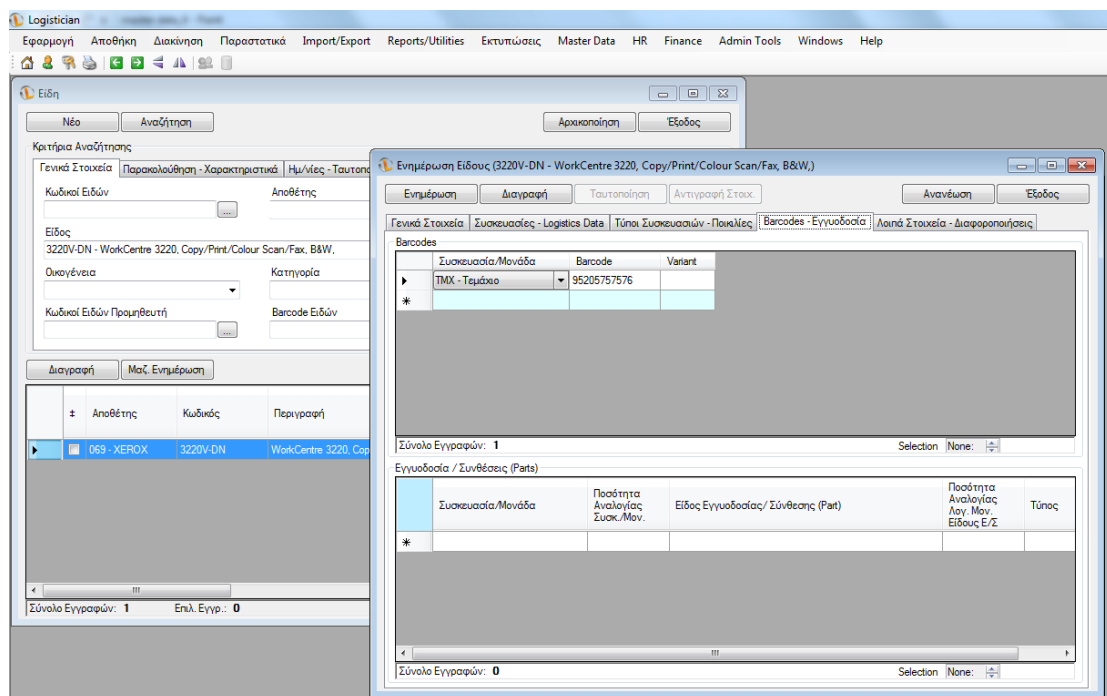 Logistician
Εφαρμογή Αποθήκη Διακίνηση Παραστατικά Import/Export Reports/Utilities Εκτυπώσεις Master Data HR Finance Admin Tools Windows Help
Είδη
Νέο Αναζήτηση Αρχικοποίηση Έξοδος
Κριτήρια Αναζήτησης
Γενικά Στοιχεία Παρακολούθηση - Χαρακτηριστικά Ημ/νίες - Ταυτοπο
Κωδικοί Ειδών Αποθέτης
...
Είδος
3220V-DN - WorkCentre 3220, Copy/Print/Colour Scan/Fax, B&W,
Οικογένεια Κατηγορία
Κωδικοί Ειδών Προμηθευτή Barcode Ειδών
...
Διαγραφή Μαζ. Ενημέρωση
‡ Αποθέτης Κωδικός Περιγραφή
069 - XEROX 3220V-DN WorkCentre 3220, Cop
Σύνολο Εγγραφών: 1 Επιλ. Εγγρ.: 0
Ενημέρωση Είδους (3220V-DN - WorkCentre 3220, Copy/Print/Colour Scan/Fax, B&W,)
Ενημέρωση Διαγραφή Ταυτοποίηση Αντιγραφή Στοιχ. Ανανέωση Έξοδος
Γενικά Στοιχεία Συσκευασίες - Logistics Data Τύποι Συσκευασιών - Ποικιλίες Barcodes - Εγγυοδοσία Λοιπά Στοιχεία - Διαφοροποιήσεις
Barcodes
Συσκευασία/Μονάδα Barcode Variant
ΤΜΧ - Τεμάχιο 95205757576
Σύνολο Εγγραφών: 1 Selection None:
Εγγυοδοσία / Συνθέσεις (Parts)
Συσκευασία/Μονάδα Ποσότητα Αναλογίας Συσκ./Μον. Είδος Εγγυοδοσίας/ Σύνθεσης (Part) Ποσότητα Αναλογίας Λογ. Μον. Είδους Ε/Σ Τύπος
Σύνολο Εγγραφών: 0 Selection None: